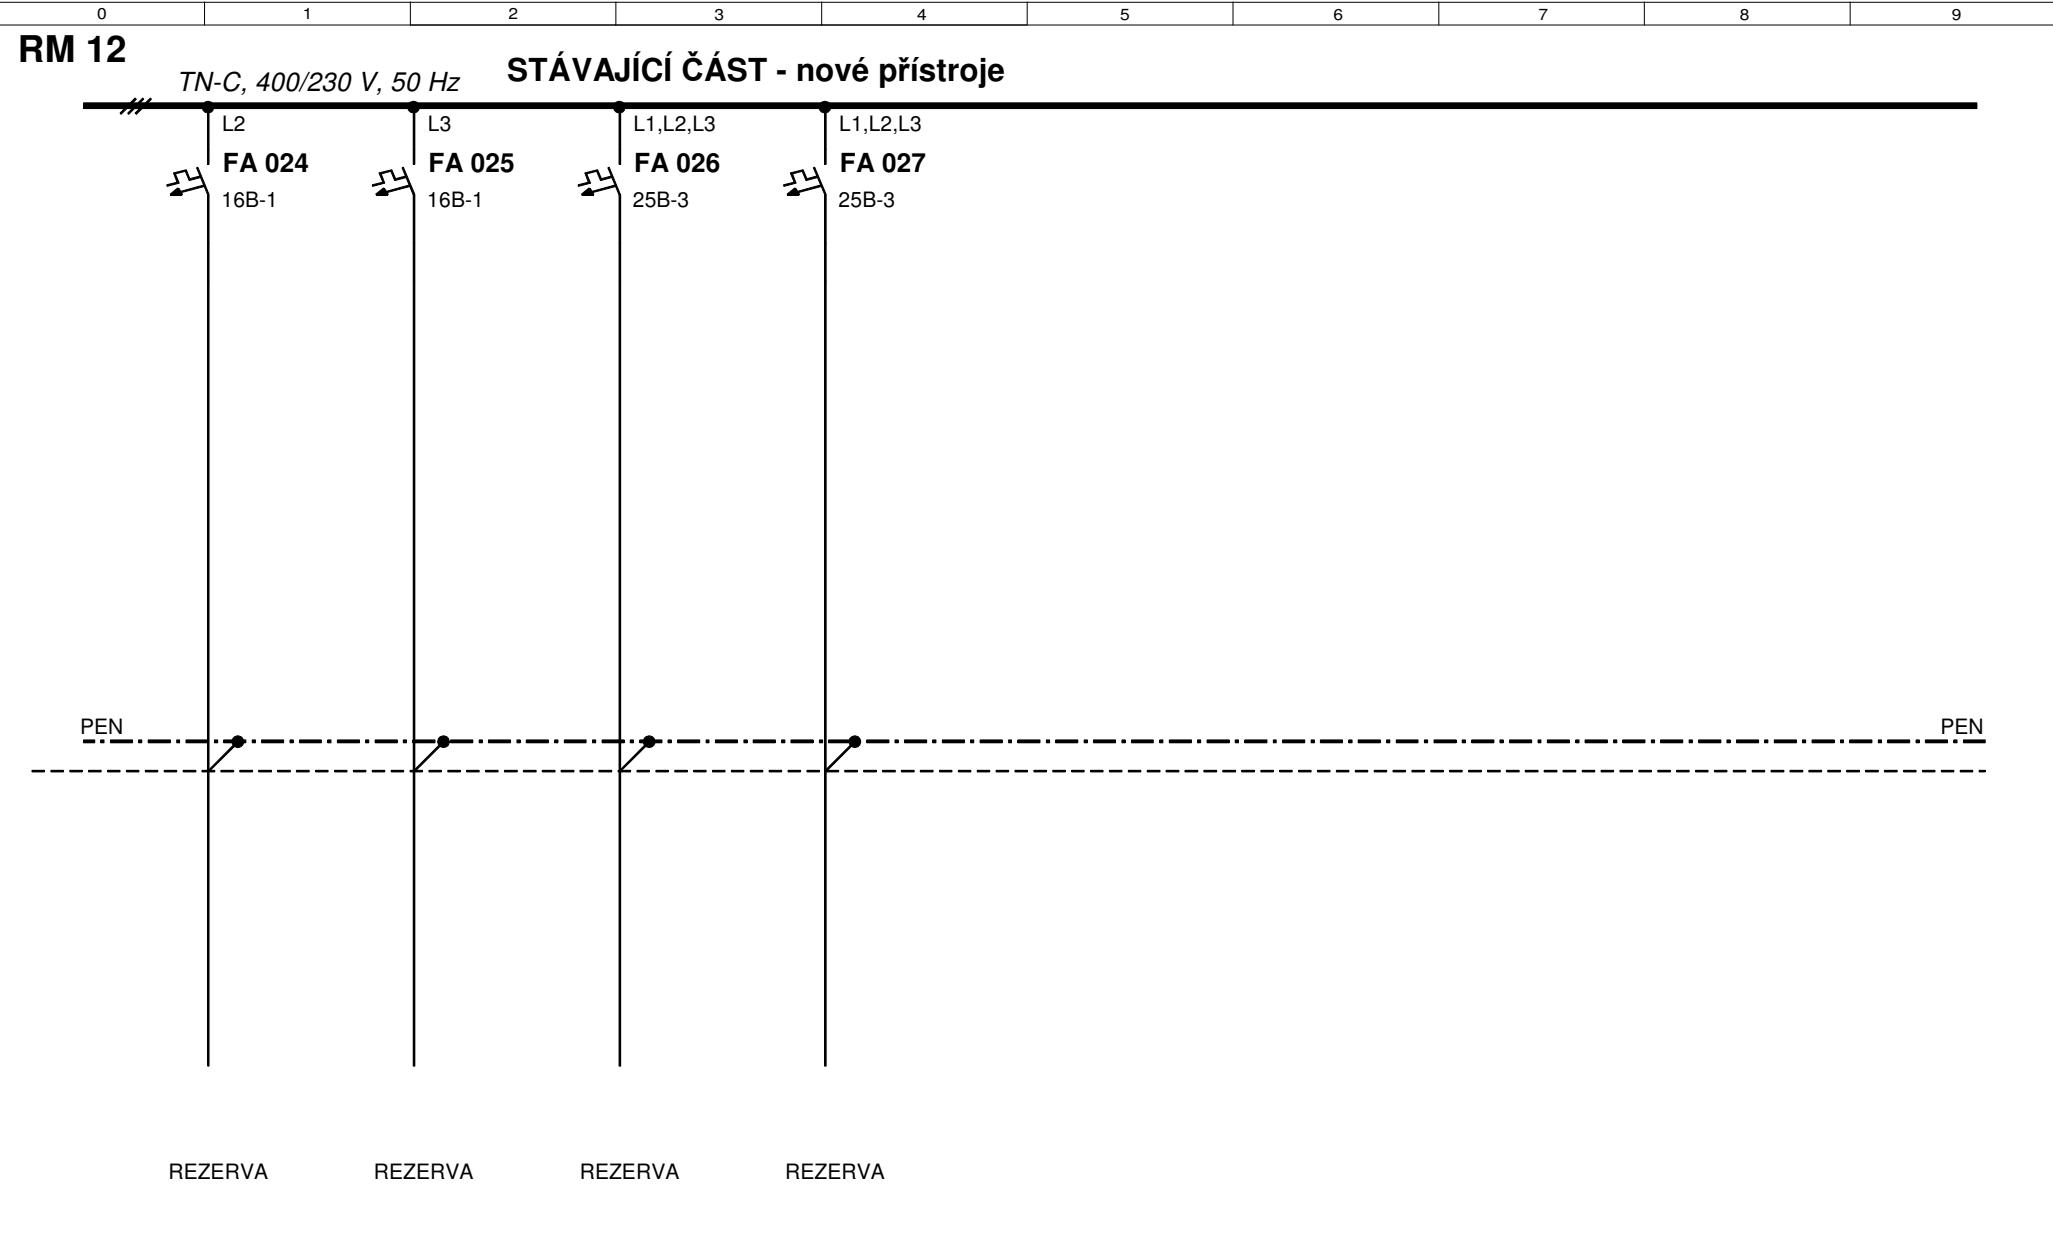 0 1 2 3 4 5 6 7 8 9
RM 12
TN-C, 400/230 V, 50 Hz STÁVAJÍCÍ ČÁST - nové přístroje
L2 L3 L1,L2,L3 L1,L2,L3
FA 024 FA 025 FA 026 FA 027
16B-1 16B-1 25B-3 25B-3
PEN PEN
REZERVA REZERVA REZERVA REZERVA